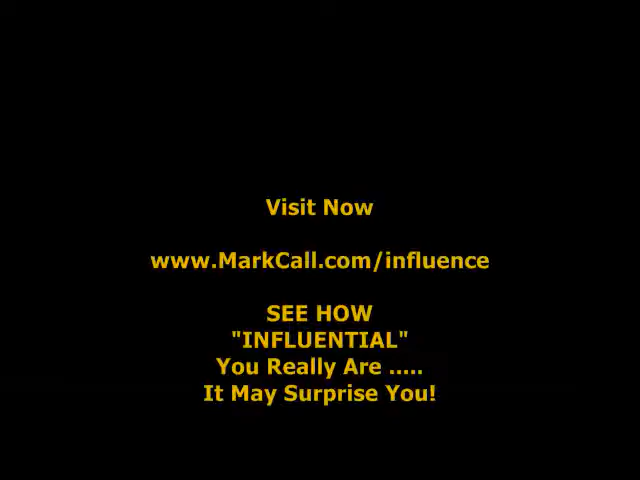 Visit Now
www.MarkCall.com/influence
SEE HOW
"INFLUENTIAL"
You Really Are .....
It May Surprise You!